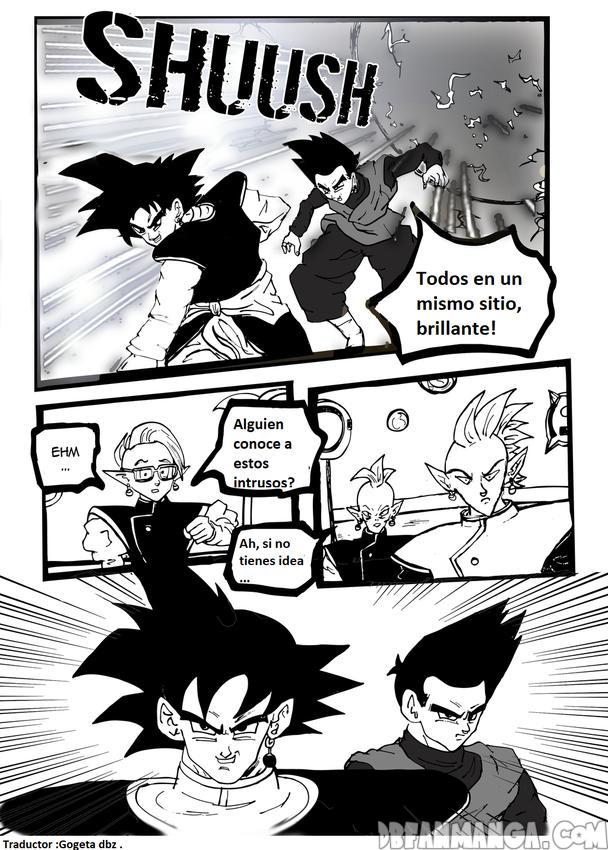 SHUUSH
Todos en un
mismo sitio,
brillante!
EHM
...
Alguien
conoce a
estos
intrusos?
Ah, si no
tienes idea
...
DBFANMANGA.COM
Traductor :Gogeta dbz .